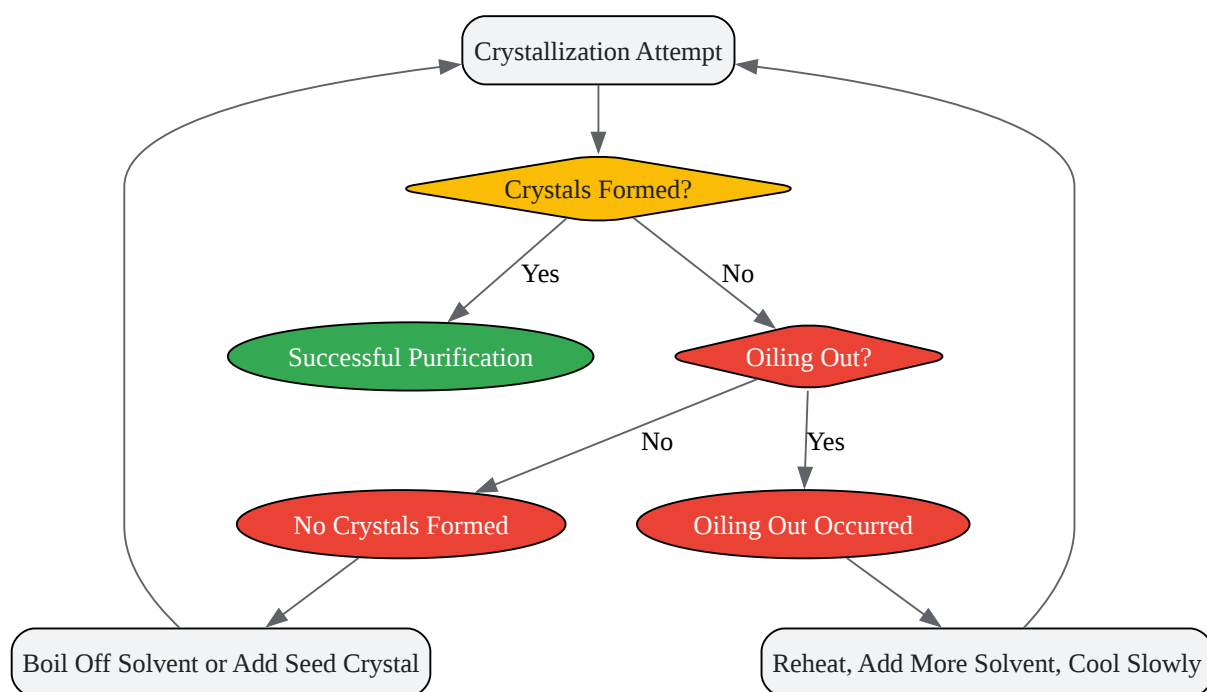 Crystallization Attempt
Crystals Formed?
Yes
No
Successful Purification
Oiling Out?
No
Yes
No Crystals Formed
Oiling Out Occurred
Boil Off Solvent or Add Seed Crystal
Reheat, Add More Solvent, Cool Slowly